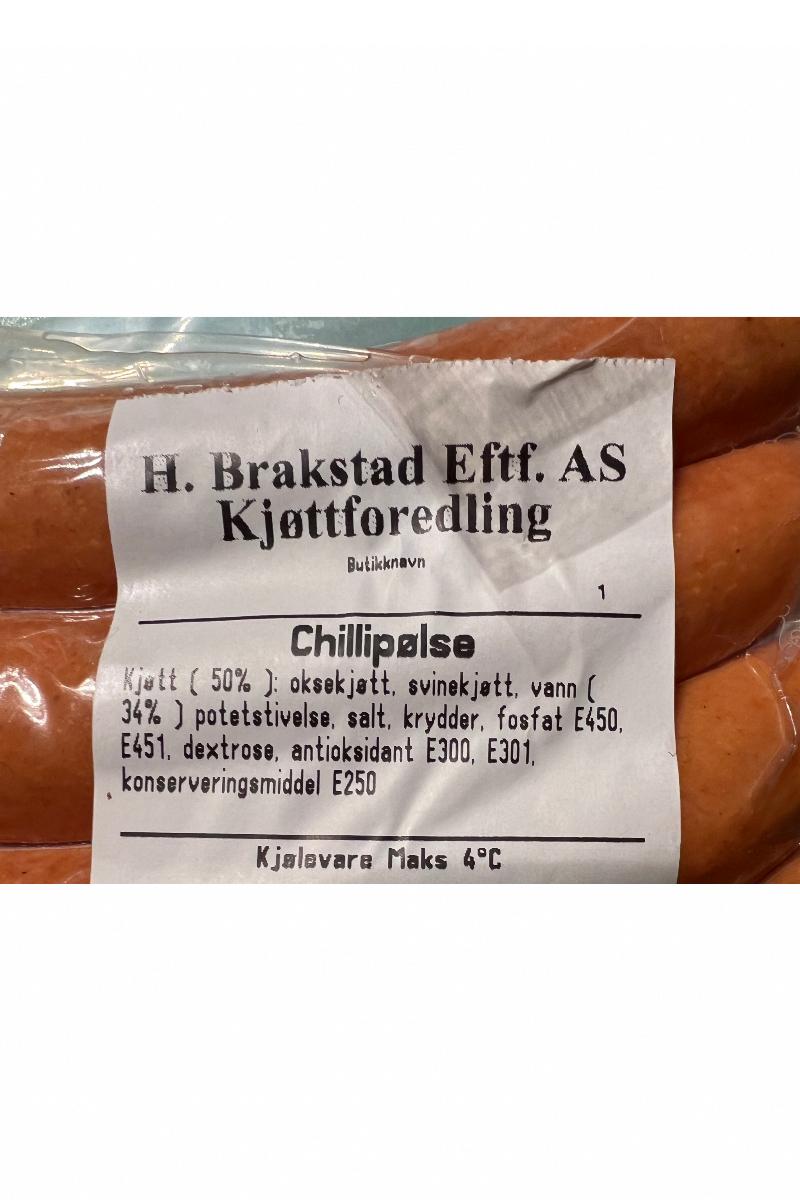 H. Brakstad Eftf. AS
Kjøttforedling
Butikknavn
1
Chillipølse
Kjøtt ( 50% ): oksekjøtt, svinekjøtt, vann (
34% ) potetstivelse, salt, krydder, fosfat E450,
E451, dextrose, antioksidant E300, E301,
konserveringsmiddel E250
Kjølevare Maks 4°C